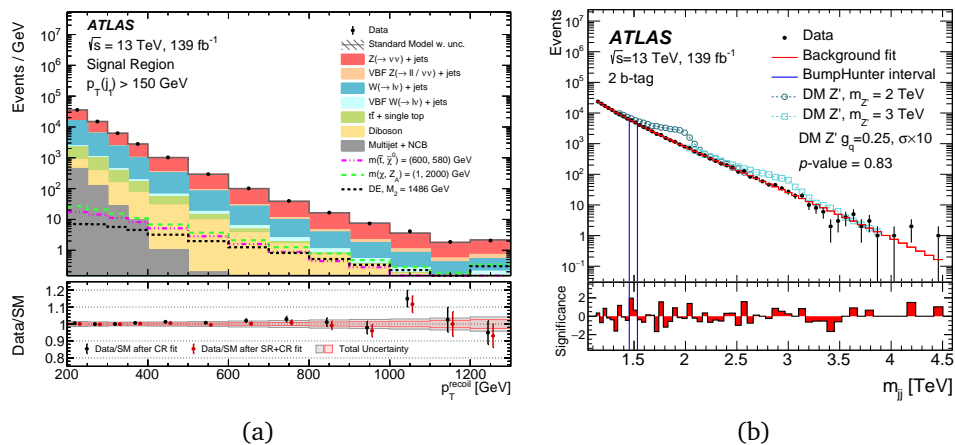 ATLAS
√s = 13 TeV, 139 fb⁻¹
Signal Region
p_T(j_1) > 150 GeV
Data
Standard Model w. unc.
Z(→ νν) + jets
VBF Z(→ ll / νν) + jets
W(→ lν) + jets
VBF W(→ lν) + jets
tt̄ + single top
Diboson
Multijet + NCB
m(t̃, χ̃⁰) = (600, 580) GeV
m(χ, Z_A) = (1, 2000) GeV
DE, M₂ = 1486 GeV
Events / GeV
10⁷
10⁶
10⁵
10⁴
10³
10²
10
1
Data/SM
1.2
1.1
1
0.9
0.8
Data/SM after CR fit
Data/SM after SR+CR fit
Total Uncertainty
200 400 600 800 1000 1200
p_T^recoil [GeV]
(a)
ATLAS
√s=13 TeV, 139 fb⁻¹
2 b-tag
Data
Background fit
BumpHunter interval
DM Z', m_Z' = 2 TeV
DM Z', m_Z' = 3 TeV
DM Z' g_q=0.25, σ×10
p-value = 0.83
Events
10⁷
10⁶
10⁵
10⁴
10³
10²
10
1
10⁻¹
Significance
2
0
−2
1.5 2 2.5 3 3.5 4 4.5
m_jj [TeV]
(b)